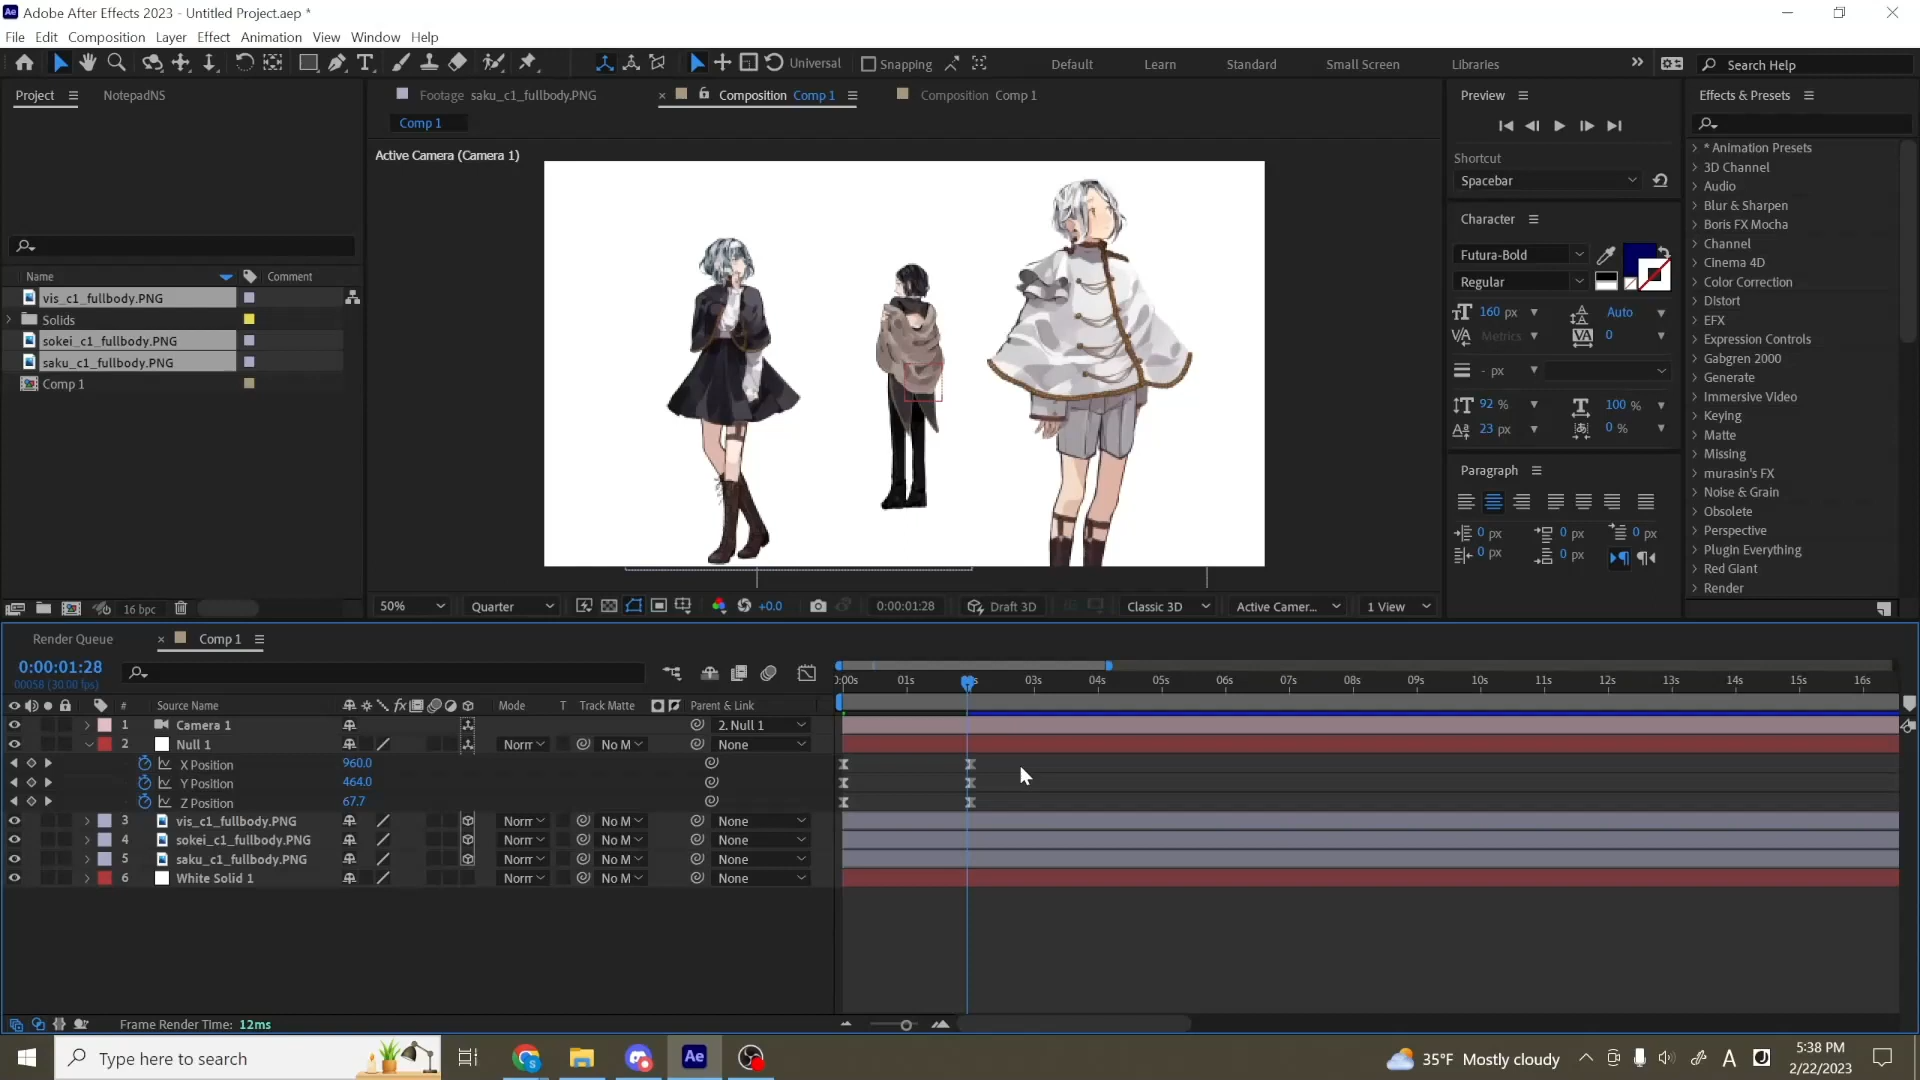 Ae Adobe After Effects 2023 - Untitled Project.aep *
File Edit Composition Layer Effect Animation View Window Help
Universal Snapping Default Learn Standard Small Screen Libraries Search Help
Project NotepadNS
Footage saku_c1_fullbody.PNG
Composition Comp 1
Composition Comp 1
Comp 1
Active Camera (Camera 1)
Name Comment
vis_c1_fullbody.PNG
Solids
sokei_c1_fullbody.PNG
saku_c1_fullbody.PNG
Comp 1
16 bpc
50% Quarter +0.0 0:00:01:28 Draft 3D Classic 3D Active Camer... 1 View
Preview
Shortcut
Spacebar
Character
Futura-Bold
Regular
160 px Auto
Metrics 0
- px
92 % 100 %
23 px 0 %
Paragraph
0 px 0 px 0 px
0 px 0 px
Effects & Presets
* Animation Presets
3D Channel
Audio
Blur & Sharpen
Boris FX Mocha
Channel
Cinema 4D
Color Correction
Distort
EFX
Expression Controls
Gabgren 2000
Generate
Immersive Video
Keying
Matte
Missing
murasin's FX
Noise & Grain
Obsolete
Perspective
Plugin Everything
Red Giant
Render
Render Queue Comp 1
0:00:01:28
00058 (30.00 fps)
01s 03s 04s 05s 06s 07s 08s 09s 10s 11s 12s 13s 14s 15s 16s
# Source Name Mode T Track Matte Parent & Link
1 Camera 1 2. Null 1
2 Null 1 Norr No M None
X Position 960.0
Y Position 464.0
Z Position 67.7
3 vis_c1_fullbody.PNG Norr No M None
4 sokei_c1_fullbody.PNG Norr No M None
5 saku_c1_fullbody.PNG Norr No M None
6 White Solid 1 Norr No M None
Frame Render Time: 12ms
Type here to search
Ae
35°F Mostly cloudy
A
5:38 PM
2/22/2023